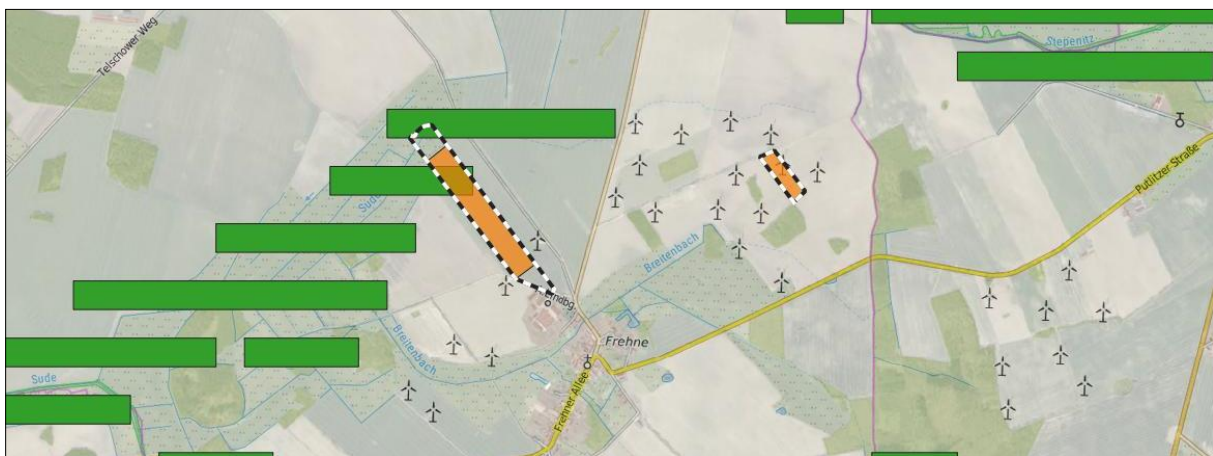 Telschower Weg
Stepenitz
Putlitzer Straße
Sude
Breitenbach
Frehne
Breitenbach
Sude
Frehner Allee